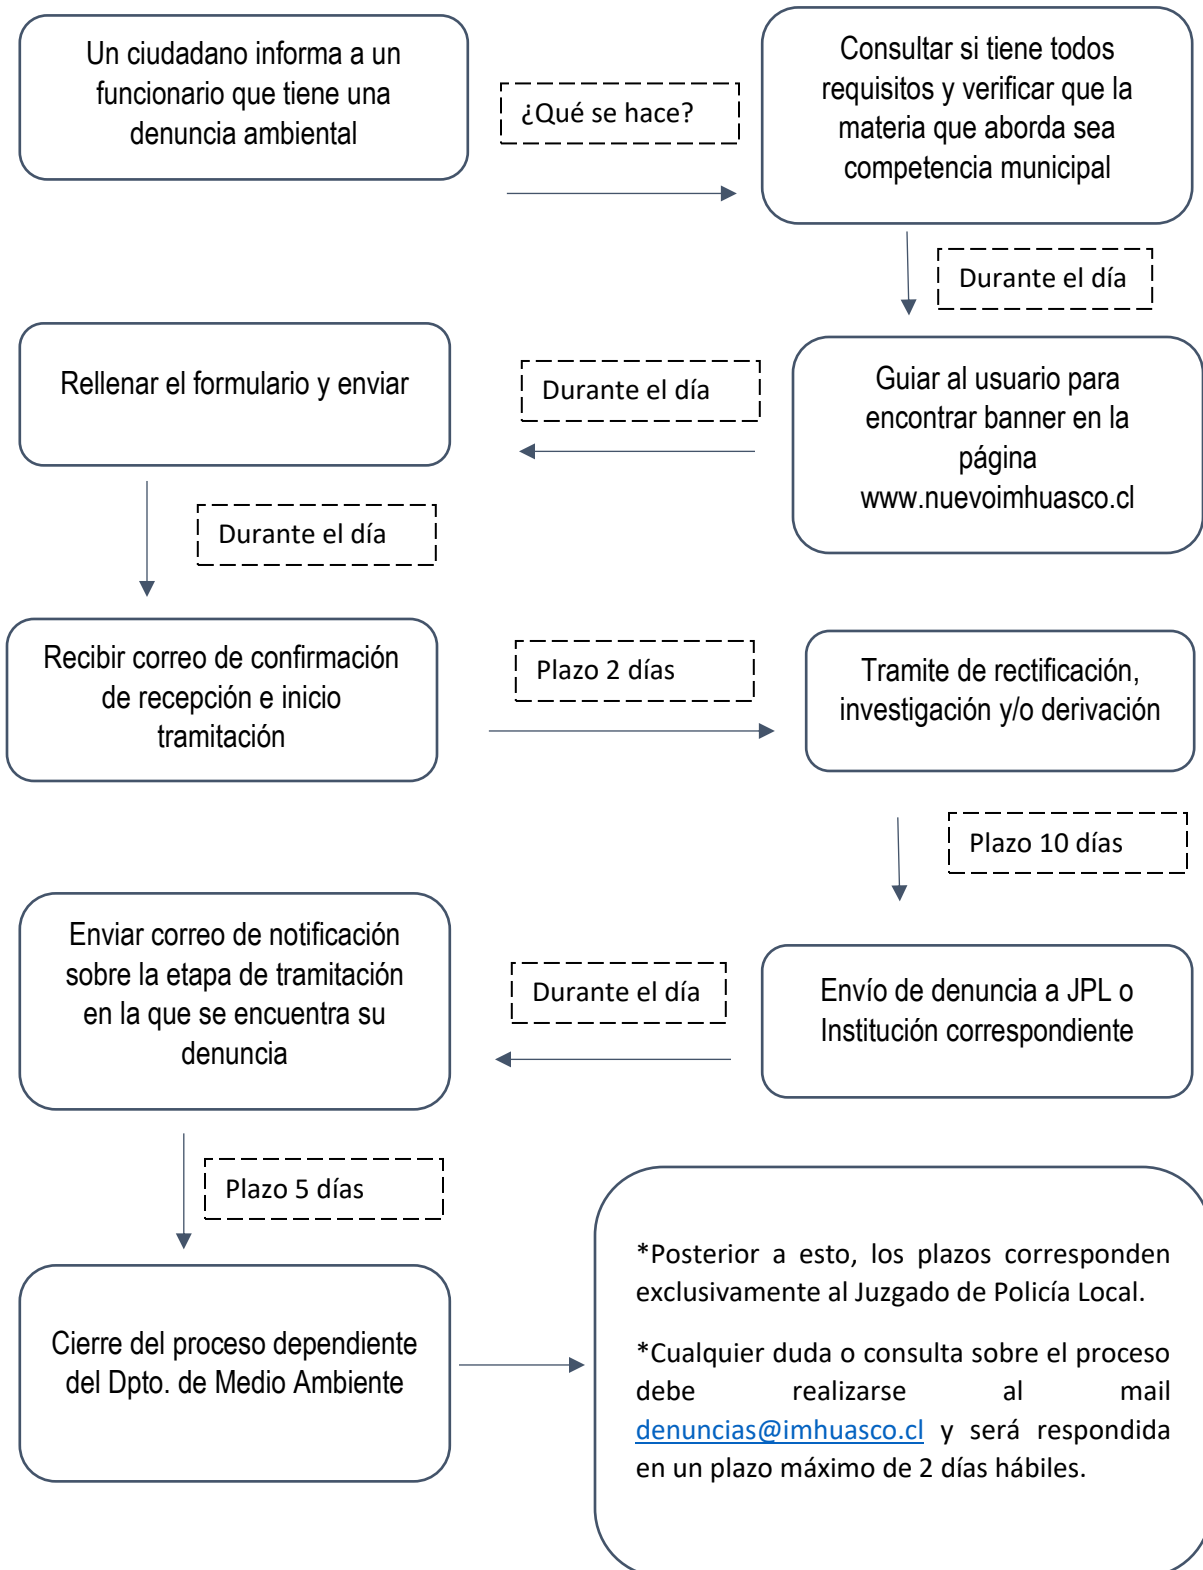 Un ciudadano informa a un
funcionario que tiene una
denuncia ambiental
¿Qué se hace?
Consultar si tiene todos
requisitos y verificar que la
materia que aborda sea
competencia municipal
Durante el día
Guiar al usuario para
encontrar banner en la
página
www.nuevoimhuasco.cl
Durante el día
Rellenar el formulario y enviar
Durante el día
Recibir correo de confirmación
de recepción e inicio
tramitación
Plazo 2 días
Tramite de rectificación,
investigación y/o derivación
Plazo 10 días
Envío de denuncia a JPL o
Institución correspondiente
Durante el día
Enviar correo de notificación
sobre la etapa de tramitación
en la que se encuentra su
denuncia
Plazo 5 días
Cierre del proceso dependiente
del Dpto. de Medio Ambiente
*Posterior a esto, los plazos corresponden
exclusivamente al Juzgado de Policía Local.
*Cualquier duda o consulta sobre el proceso
debe realizarse al mail
denuncias@imhuasco.cl y será respondida
en un plazo máximo de 2 días hábiles.